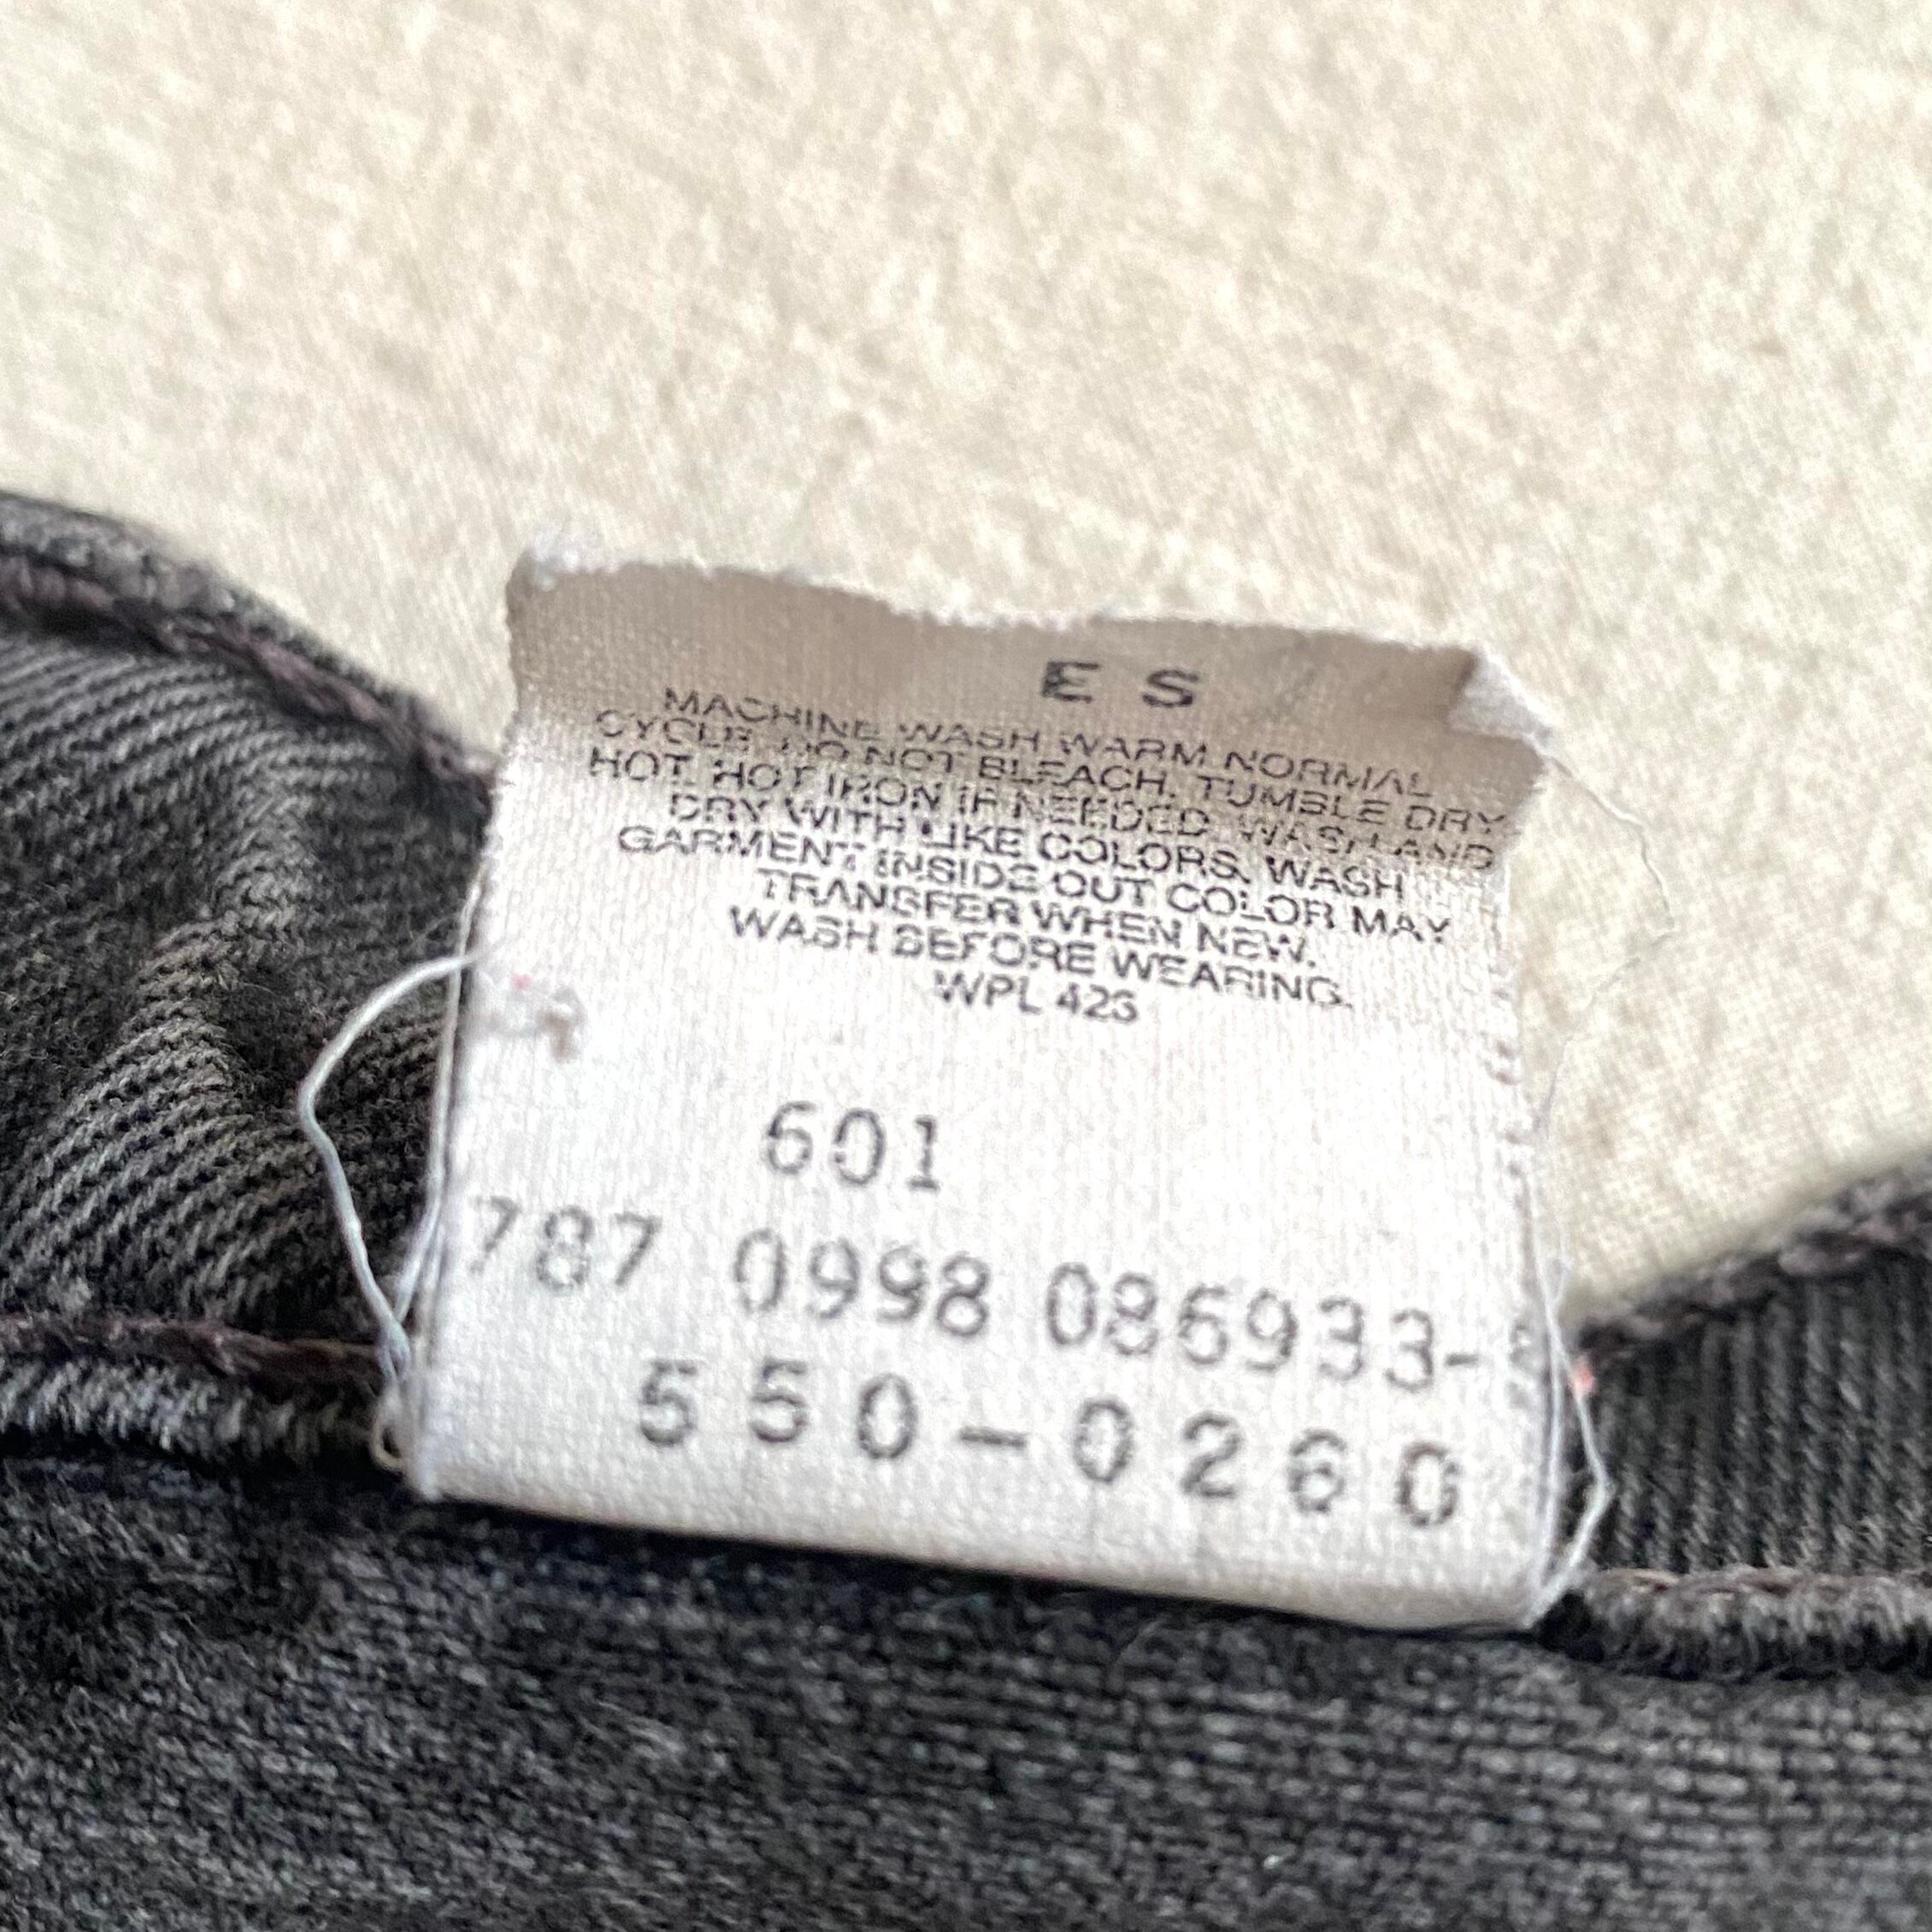 E S
MACHINE WASH WARM NORMAL
CYCLE. DO NOT BLEACH. TUMBLE DRY
HOT. HOT IRON IF NEEDED. WASH AND
DRY WITH LIKE COLORS. WASH
GARMENT INSIDE OUT COLOR MAY
TRANSFER WHEN NEW.
WASH BEFORE WEARING.
WPL 423
601
787 0998 086933-
550-0260